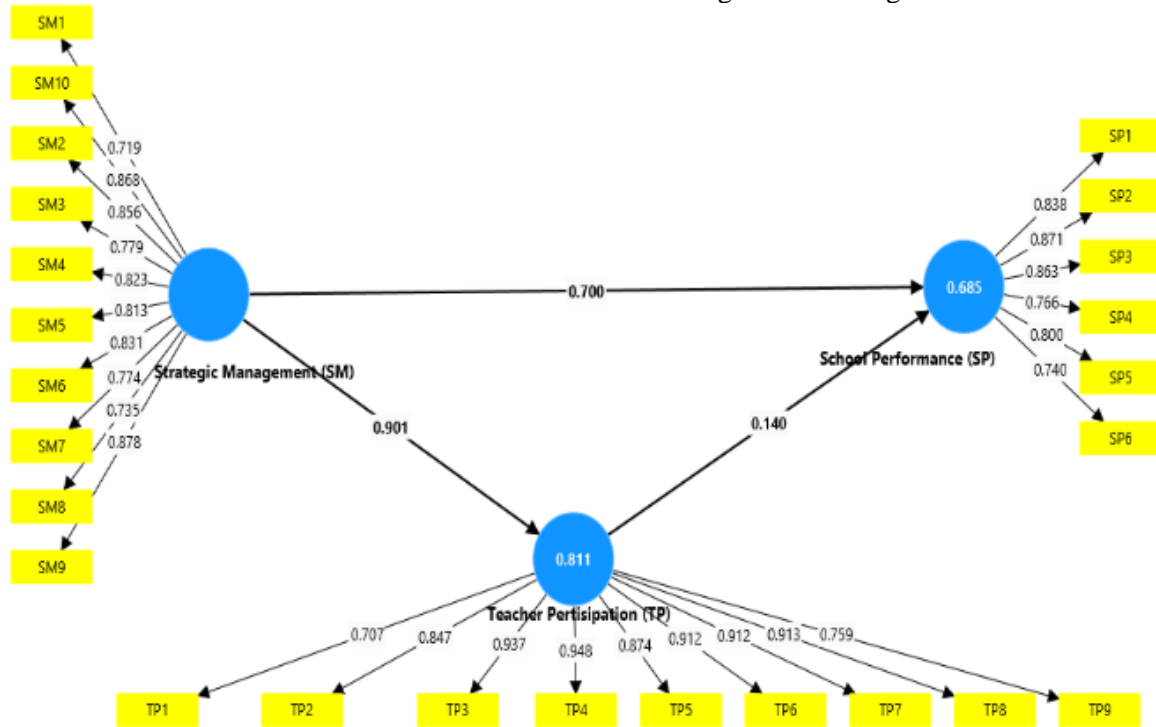 SM1
SM10
SM2
SM3
SM4
SM5
SM6
SM7
SM8
SM9
0.719
0.868
0.856
0.779
0.823
0.813
0.831
0.774
0.735
0.878
Strategic Management (SM)
0.700
0.901
0.140
0.685
School Performance (SP)
0.838
0.871
0.863
0.766
0.800
0.740
SP1
SP2
SP3
SP4
SP5
SP6
0.811
Teacher Pertisipation (TP)
0.707
0.847
0.937
0.948
0.874
0.912
0.912
0.913
0.759
TP1
TP2
TP3
TP4
TP5
TP6
TP7
TP8
TP9